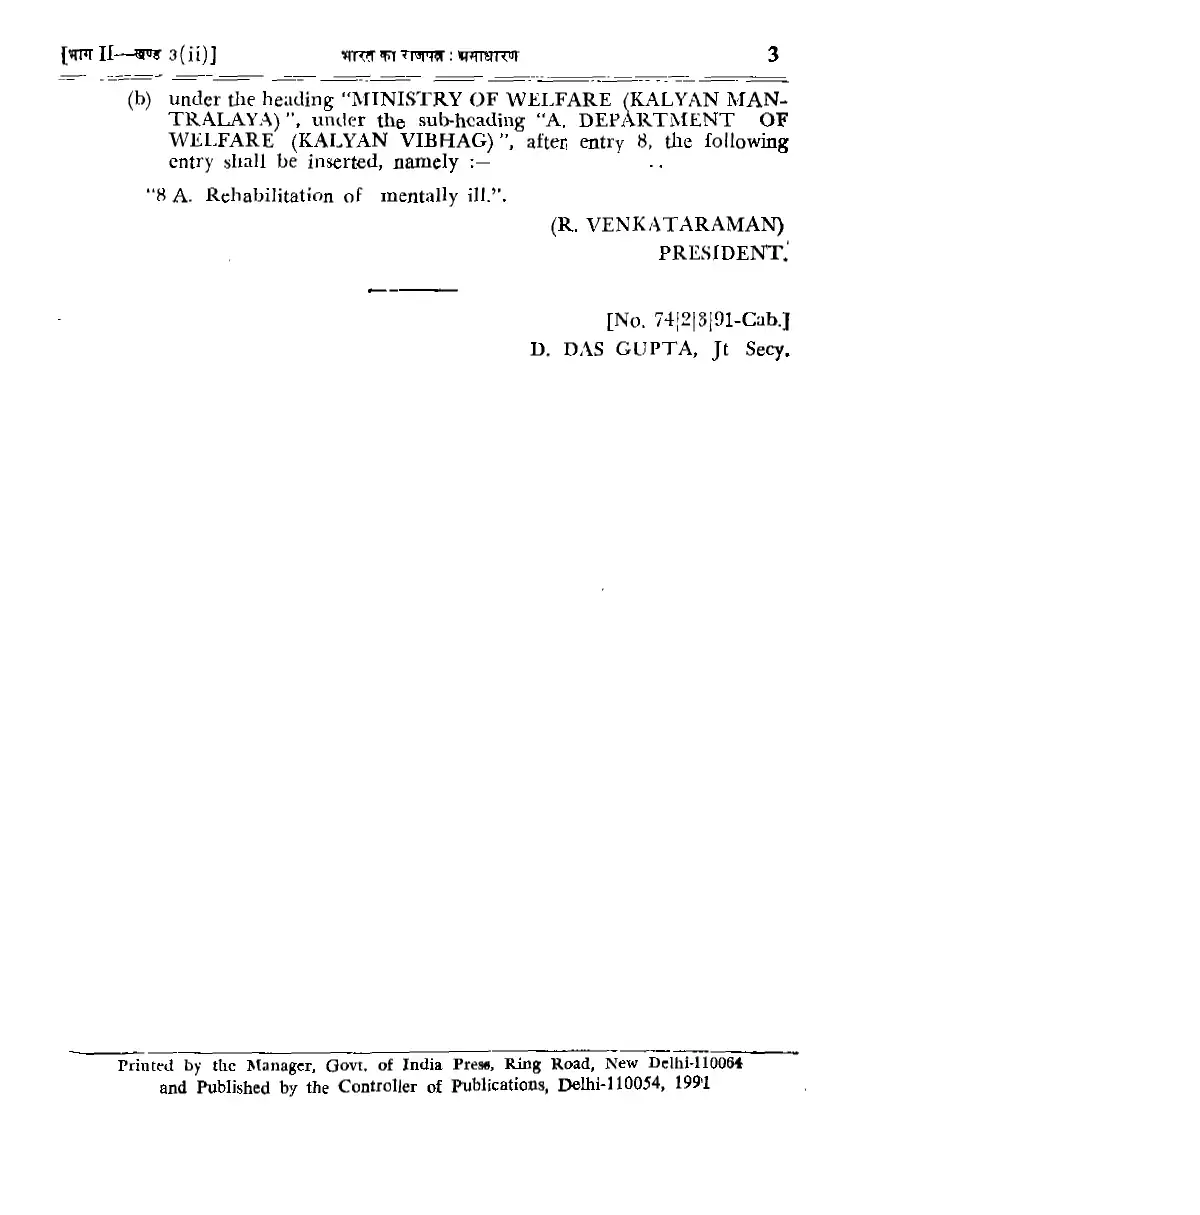 [भाग II—खण्ड 3(ii)] भारत का राजपत्र : असाधारण 3
(b) under the heading "MINISTRY OF WELFARE (KALYAN MAN-
TRALAYA)", under the sub-heading "A. DEPARTMENT OF
WELFARE (KALYAN VIBHAG)", after entry 8, the following
entry shall be inserted, namely :—
"8 A. Rehabilitation of mentally ill.".
(R. VENKATARAMAN)
PRESIDENT.
[No. 74|2|3|91-Cab.]
D. DAS GUPTA, Jt Secy.
Printed by the Manager, Govt. of India Press, Ring Road, New Delhi-110064
and Published by the Controller of Publications, Delhi-110054, 1991